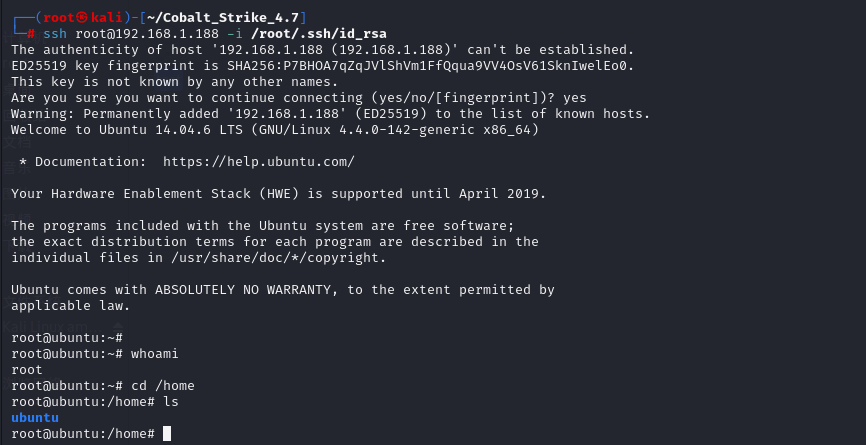 ┌──(root㉿kali)-[~/Cobalt_Strike_4.7]
└─# ssh root@192.168.1.188 -i /root/.ssh/id_rsa
The authenticity of host '192.168.1.188 (192.168.1.188)' can't be established.
ED25519 key fingerprint is SHA256:P7BHOA7qZqJVlShVm1FfQqua9VV4OsV61SknIwelEo0.
This key is not known by any other names.
Are you sure you want to continue connecting (yes/no/[fingerprint])? yes
Warning: Permanently added '192.168.1.188' (ED25519) to the list of known hosts.
Welcome to Ubuntu 14.04.6 LTS (GNU/Linux 4.4.0-142-generic x86_64)
* Documentation:  https://help.ubuntu.com/
Your Hardware Enablement Stack (HWE) is supported until April 2019.
The programs included with the Ubuntu system are free software;
the exact distribution terms for each program are described in the
individual files in /usr/share/doc/*/copyright.
Ubuntu comes with ABSOLUTELY NO WARRANTY, to the extent permitted by
applicable law.
root@ubuntu:~#
root@ubuntu:~# whoami
root
root@ubuntu:~# cd /home
root@ubuntu:/home# ls
ubuntu
root@ubuntu:/home#